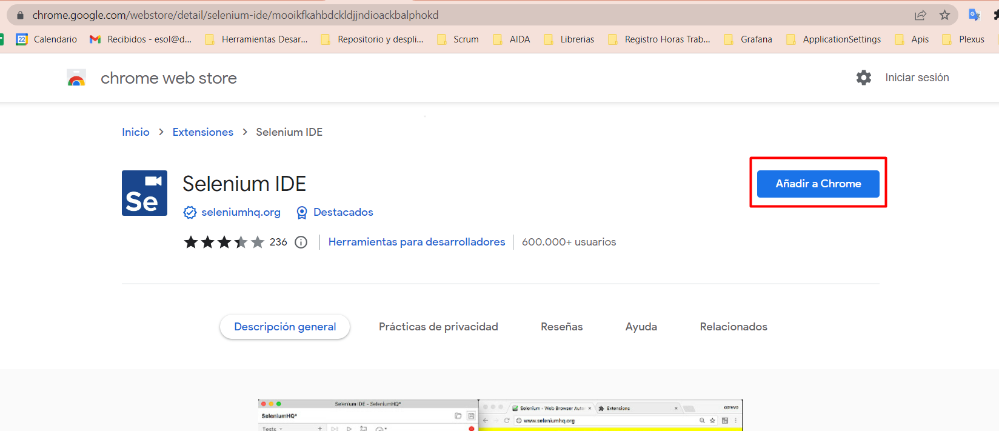 chrome.google.com/webstore/detail/selenium-ide/mooikfkahbdckldjjndioackbalphokd
22 Calendario Recibidos - esol@d... Herramientas Desar... Repositorio y despli... Scrum AIDA Librerias Registro Horas Trab... Grafana ApplicationSettings Apis Plexus
chrome web store Iniciar sesión
Inicio > Extensiones > Selenium IDE
Se
Selenium IDE Añadir a Chrome
seleniumhq.org Destacados
236 Herramientas para desarrolladores 600.000+ usuarios
Descripción general Prácticas de privacidad Reseñas Ayuda Relacionados
Selenium IDE - SeleniumHQ* Selenium - Web Browser Auto: × Extensions × corevo
SeleniumHQ* www.seleniumhq.org
Tests